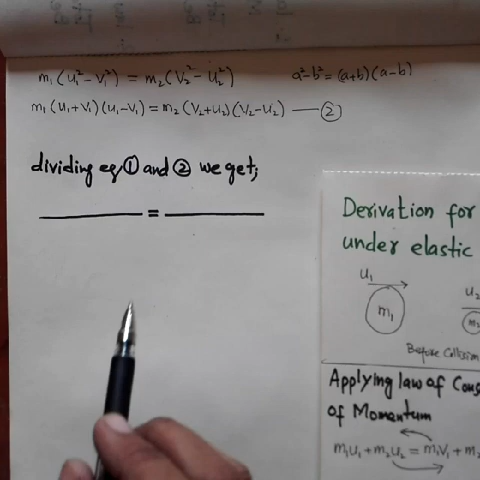 m₁(u₁²-v₁²) = m₂(v₂²-u₂²)
a²-b²=(a+b)(a-b)
m₁(u₁+v₁)(u₁-v₁)=m₂(v₂+u₂)(v₂-u₂) — ②
dividing eq ① and ② we get;
=
Derivation for
under elastic
u₁
m₁
u₂
m₂
Before Collision
Applying law of Cons
of Momentum
m₁u₁+m₂u₂=m₁v₁+m₂